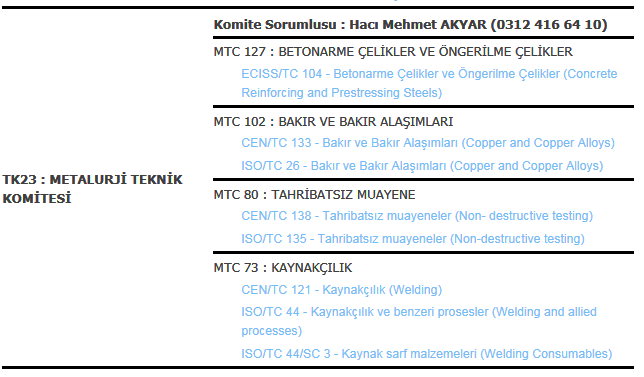 Komite Sorumlusu : Hacı Mehmet AKYAR (0312 416 64 10)
TK23 : METALURJİ TEKNİK
KOMİTESİ
MTC 127 : BETONARME ÇELİKLER VE ÖNGERİLME ÇELİKLER
ECISS/TC 104 - Betonarme Çelikler ve Öngerilme Çelikler (Concrete
Reinforcing and Prestressing Steels)
MTC 102 : BAKIR VE BAKIR ALAŞIMLARI
CEN/TC 133 - Bakır ve Bakır Alaşımları (Copper and Copper Alloys)
ISO/TC 26 - Bakır ve Bakır Alaşımları (Copper and Copper Alloys)
MTC 80 : TAHRİBATSIZ MUAYENE
CEN/TC 138 - Tahribatsız muayeneler (Non- destructive testing)
ISO/TC 135 - Tahribatsız muayeneler (Non-destructive testing)
MTC 73 : KAYNAKÇILIK
CEN/TC 121 - Kaynakçılık (Welding)
ISO/TC 44 - Kaynakçılık ve benzeri prosesler (Welding and allied
processes)
ISO/TC 44/SC 3 - Kaynak sarf malzemeleri (Welding Consumables)